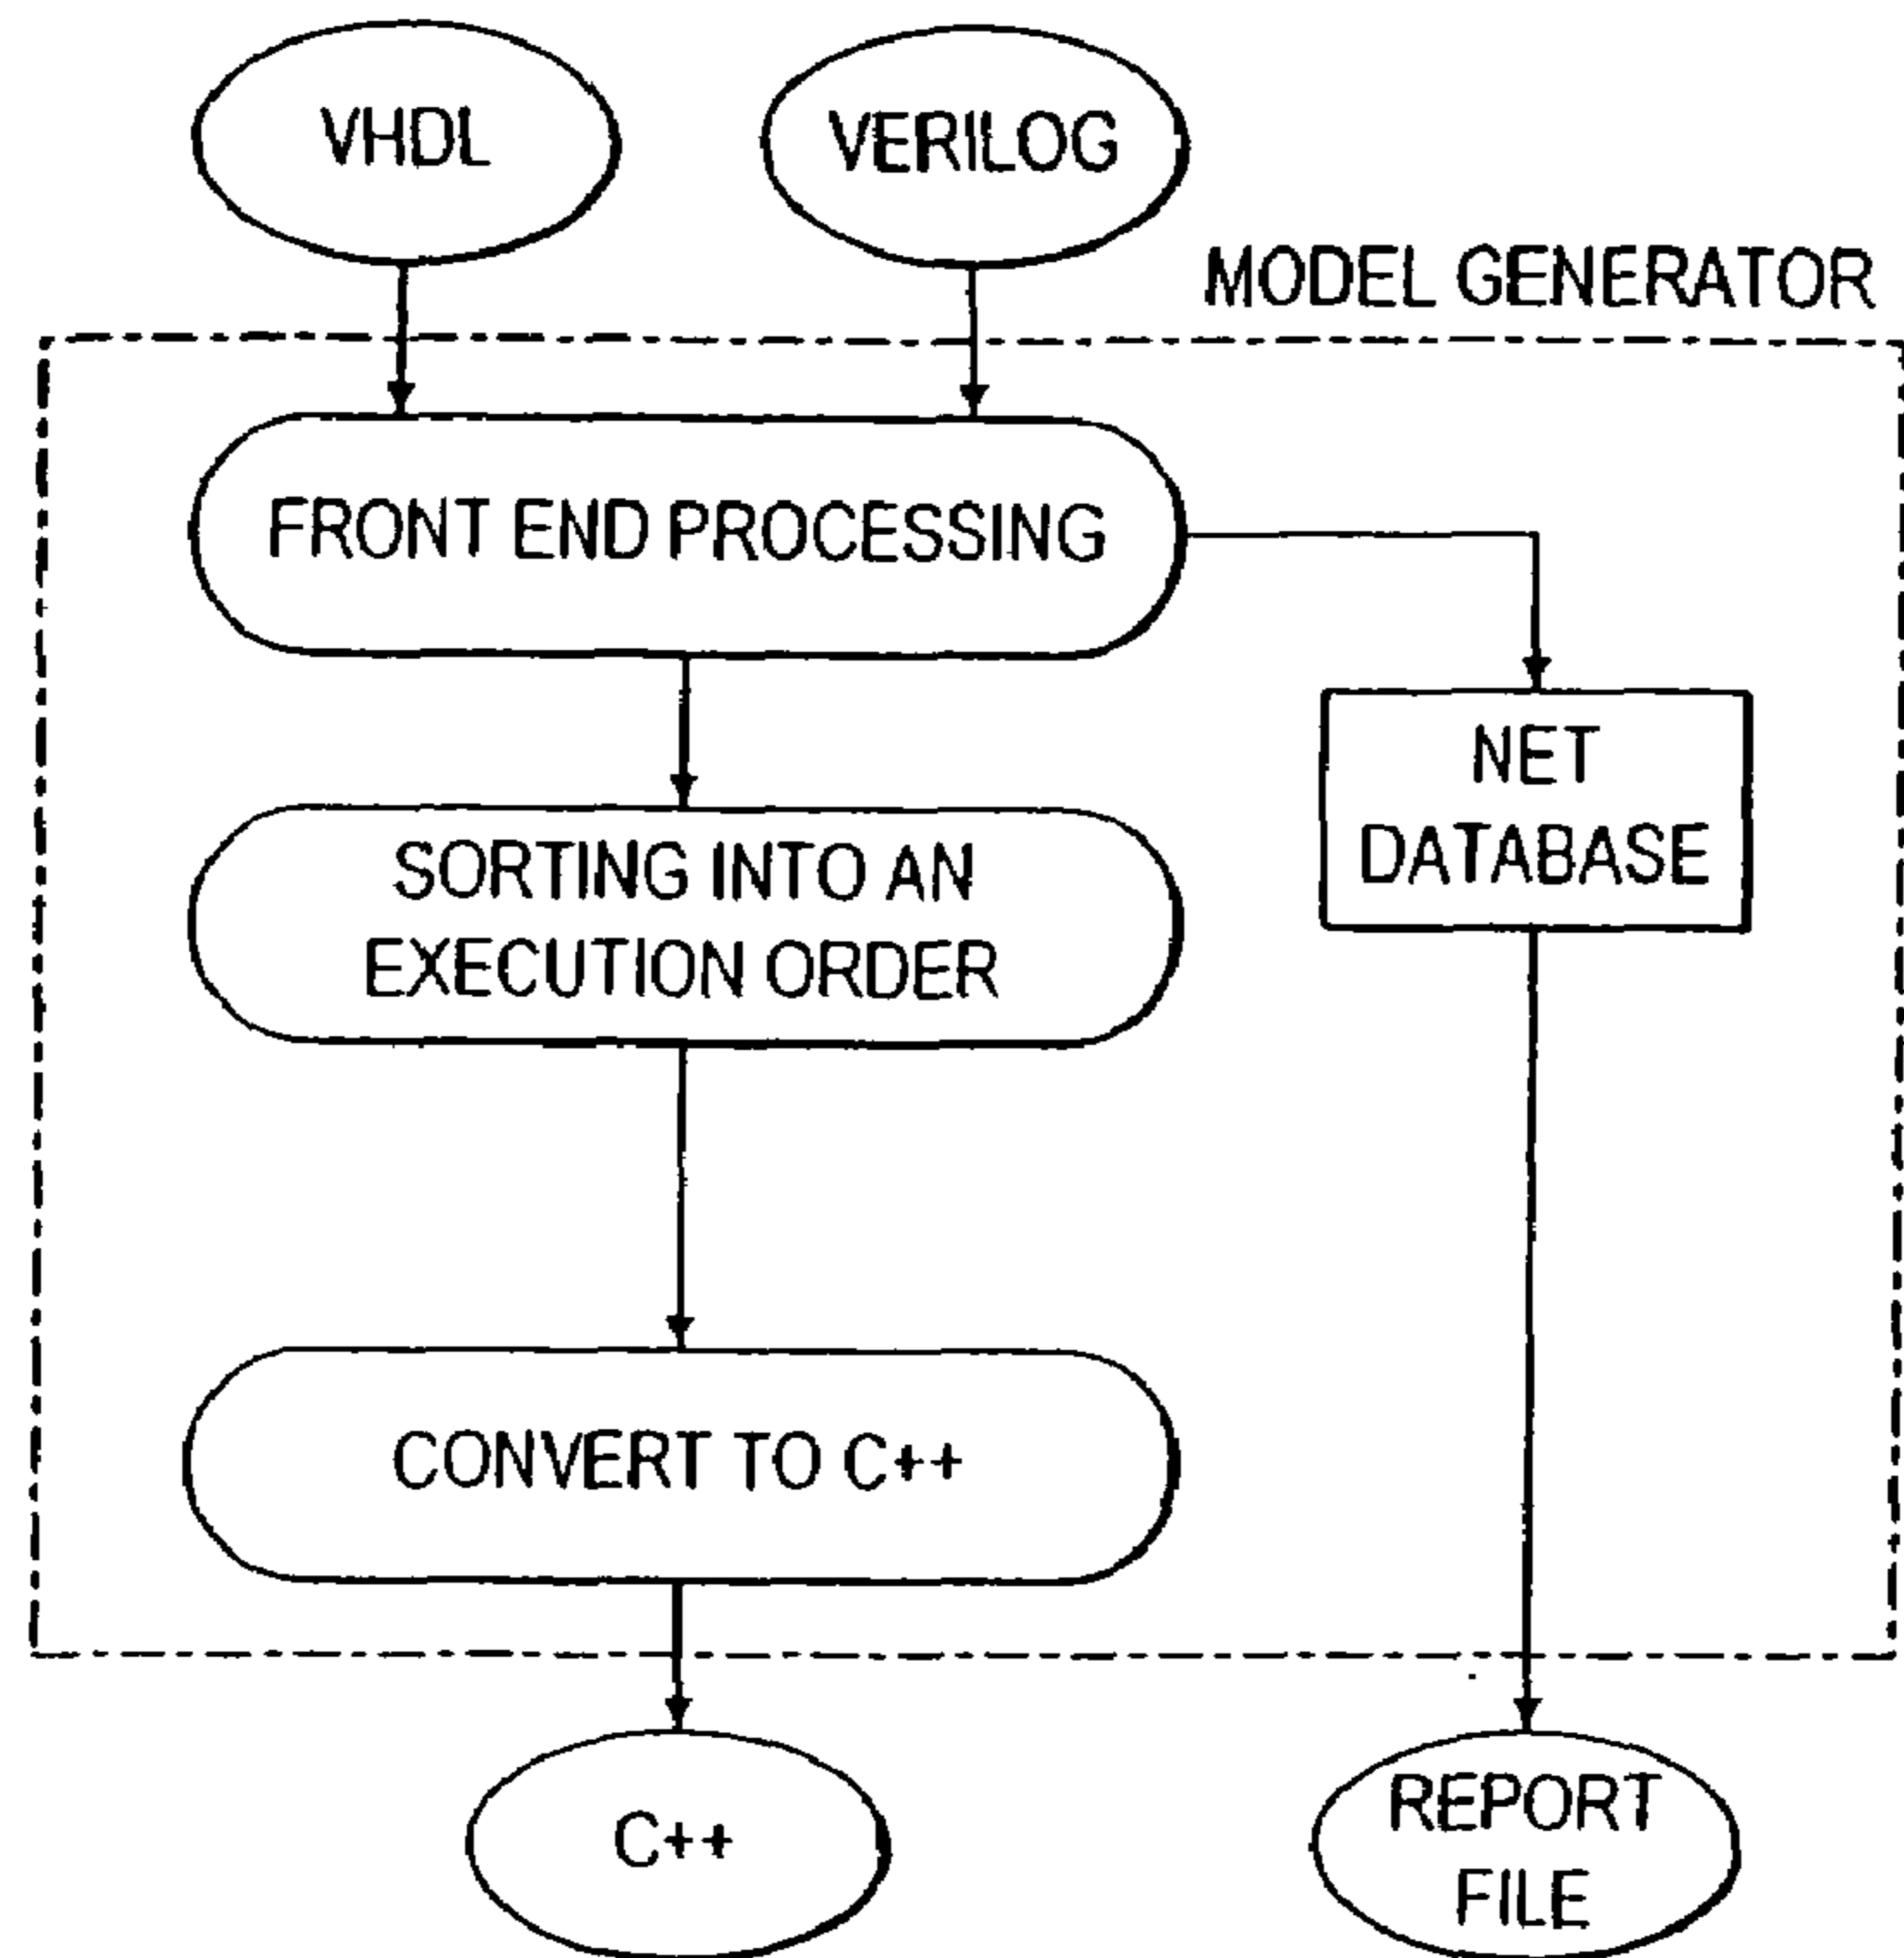 VHDL
VERILOG
MODEL GENERATOR
FRONT END PROCESSING
NET
DATABASE
SORTING INTO AN
EXECUTION ORDER
CONVERT TO C++
C++
REPORT
FILE